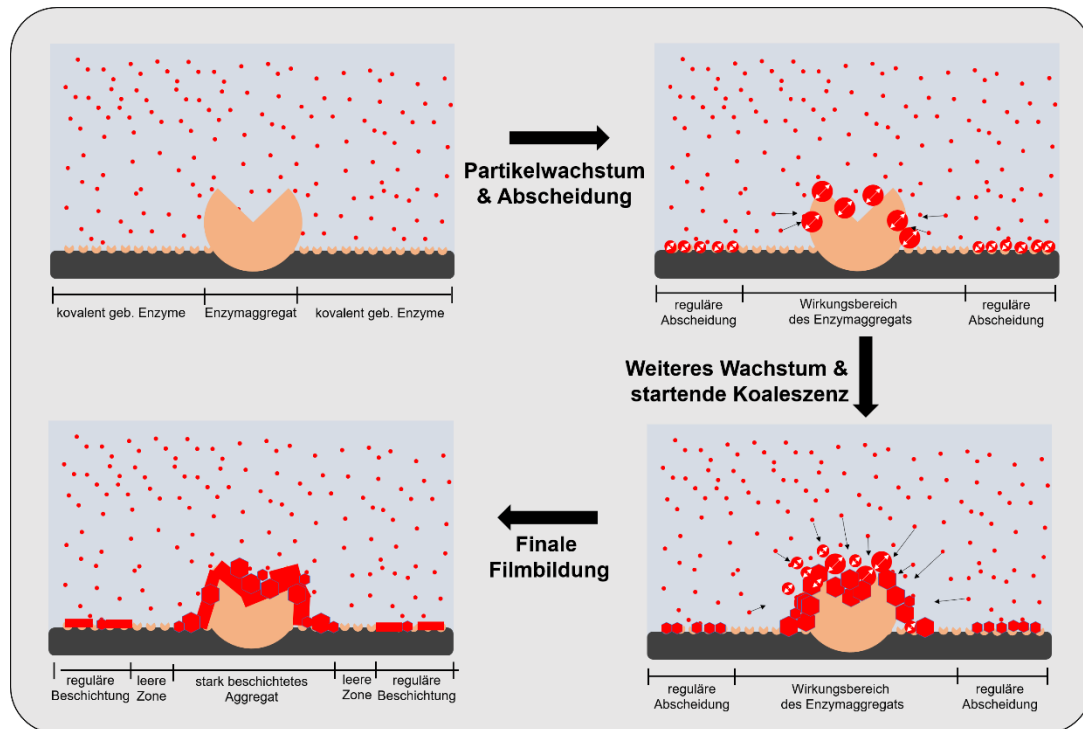 kovalent geb. Enzyme
Enzymaggregat
kovalent geb. Enzyme
Partikelwachstum
& Abscheidung
reguläre
Abscheidung
Wirkungsbereich
des Enzymaggregats
reguläre
Abscheidung
Weiteres Wachstum &
startende Koaleszenz
reguläre
Abscheidung
Wirkungsbereich
des Enzymaggregats
reguläre
Abscheidung
Finale
Filmbildung
reguläre
Beschichtung
leere
Zone
stark beschichtetes
Aggregat
leere
Zone
reguläre
Beschichtung